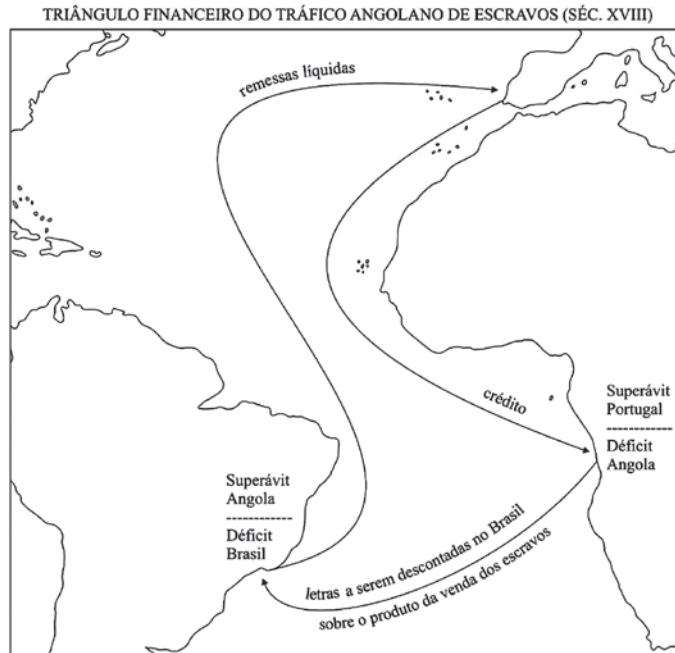 TRIÂNGULO FINANCEIRO DO TRÁFICO ANGOLANO DE ESCRAVOS (SÉC. XVIII)
remessas líquidas
crédito
Superávit
Portugal
------------
Déficit
Angola
Superávit
Angola
------------
Déficit
Brasil
letras a serem descontadas no Brasil
sobre o produto da venda dos escravos